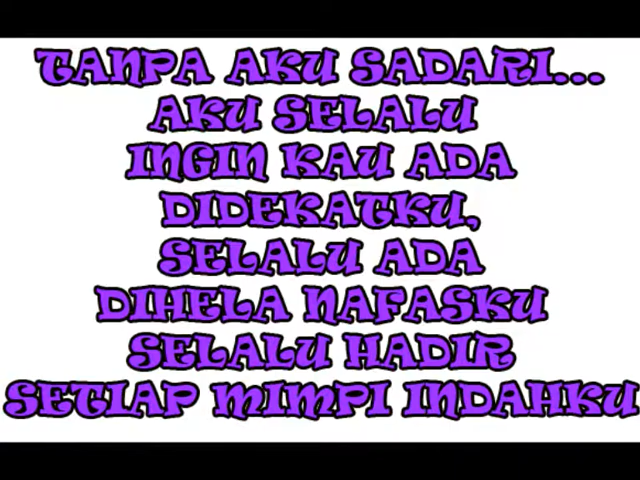 TANPA AKU SADARI...
AKU SELALU
INGIN KAU ADA
DIDEKATKU,
SELALU ADA
DIHELA NAFASKU
SELALU HADIR
SETIAP MIMPI INDAHKU